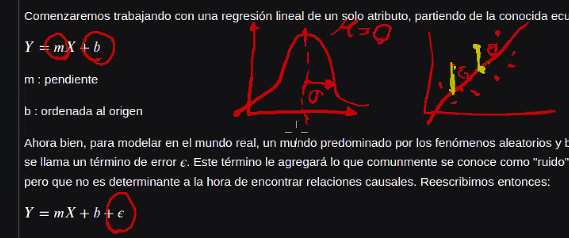 Comenzaremos trabajando con una regresión lineal de un solo atributo, partiendo de la conocida ecu
Y = mX + b
μ = 0
σ
m : pendiente
b : ordenada al origen
Ahora bien, para modelar en el mundo real, un mundo predominado por los fenómenos aleatorios y b
se llama un término de error ϵ. Este término le agregará lo que comunmente se conoce como "ruido"
pero que no es determinante a la hora de encontrar relaciones causales. Reescribimos entonces:
Y = mX + b + ϵ